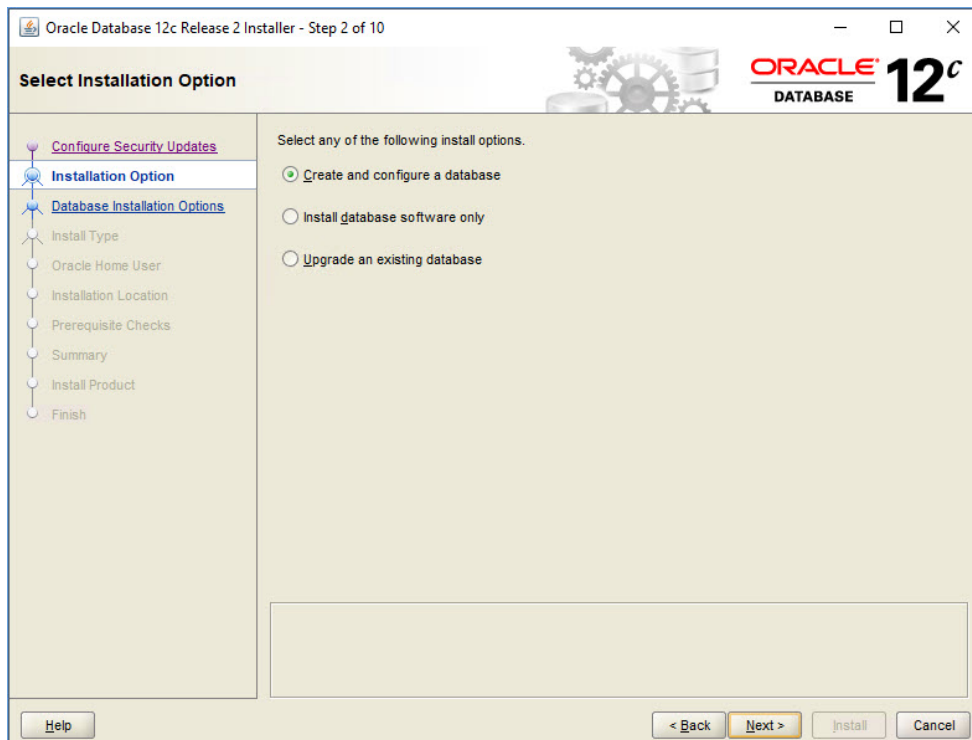 Oracle Database 12c Release 2 Installer - Step 2 of 10
Select Installation Option
ORACLE®
DATABASE
12c
Configure Security Updates
Installation Option
Database Installation Options
Install Type
Oracle Home User
Installation Location
Prerequisite Checks
Summary
Install Product
Finish
Select any of the following install options.
Create and configure a database
Install database software only
Upgrade an existing database
Help
< Back
Next >
Install
Cancel